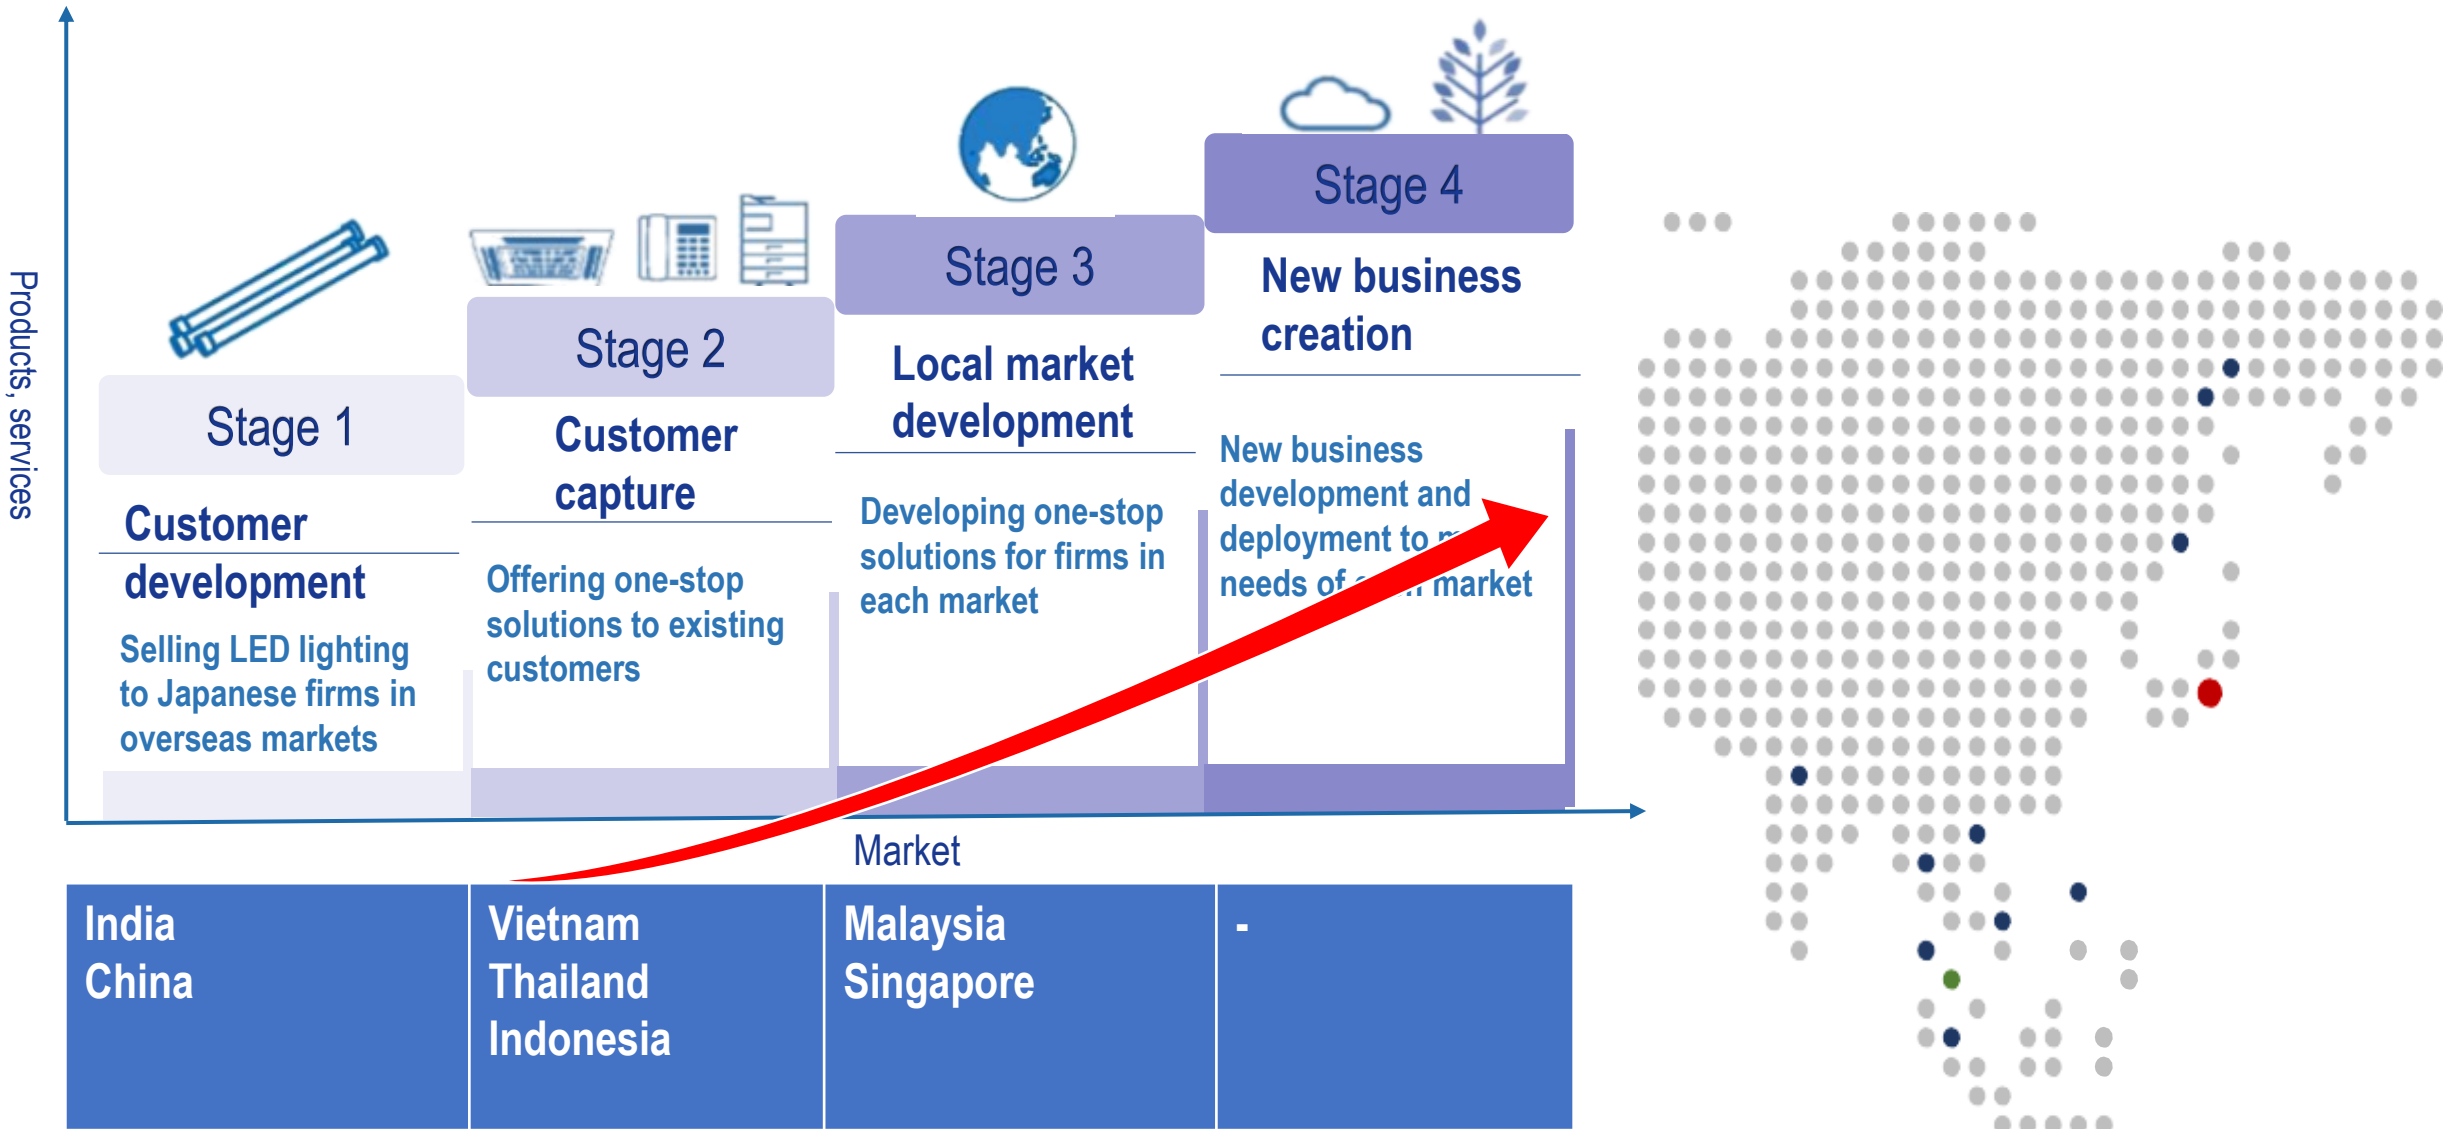 Products, services
Stage 1
Customer
development
Selling LED lighting
to Japanese firms in
overseas markets
Stage 2
Customer
capture
Offering one-stop
solutions to existing
customers
Stage 3
Local market
development
Developing one-stop
solutions for firms in
each market
Stage 4
New business
creation
New business
development and
deployment to
needs of market
Market
India
China
Vietnam
Thailand
Indonesia
Malaysia
Singapore
-